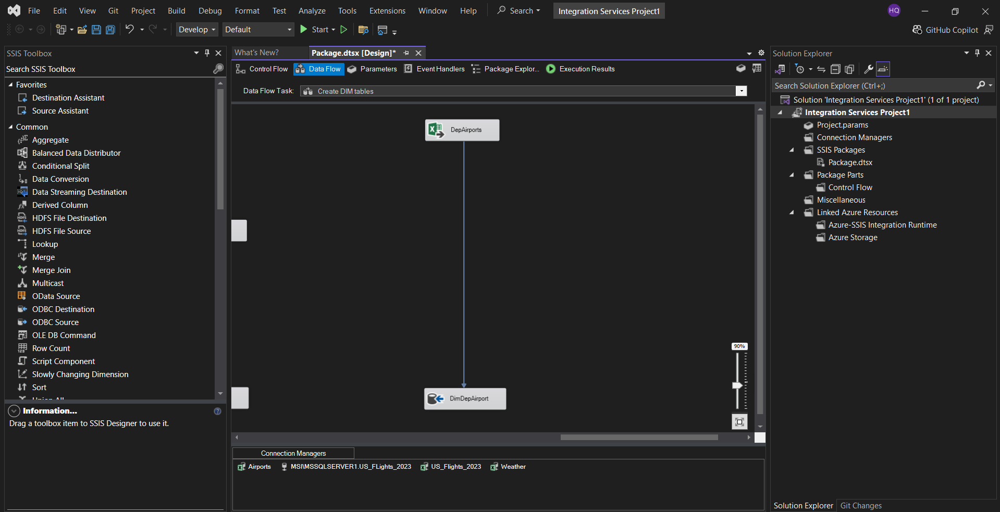 File Edit View Git Project Build Debug Format Test Analyze Tools Extensions Window Help Search Integration Services Project1 HQ
Develop Default Start GitHub Copilot
SSIS Toolbox
Search SSIS Toolbox
Favorites
Destination Assistant
Source Assistant
Common
Aggregate
Balanced Data Distributor
Conditional Split
Data Conversion
Data Streaming Destination
Derived Column
HDFS File Destination
HDFS File Source
Lookup
Merge
Merge Join
Multicast
OData Source
ODBC Destination
ODBC Source
OLE DB Command
Row Count
Script Component
Slowly Changing Dimension
Sort
Union All
Information...
Drag a toolbox item to SSIS Designer to use it.
What's New? Package.dtsx [Design]*
Control Flow Data Flow Parameters Event Handlers Package Explor... Execution Results
Data Flow Task: Create DIM tables
DepAirports
DimDepAirport
90%
Connection Managers
Airports MSI\MSSQLSERVER1.US_FLights_2023 US_Flights_2023 Weather
Solution Explorer
Search Solution Explorer (Ctrl+;)
Solution 'Integration Services Project1' (1 of 1 project)
Integration Services Project1
Project.params
Connection Managers
SSIS Packages
Package.dtsx
Package Parts
Control Flow
Miscellaneous
Linked Azure Resources
Azure-SSIS Integration Runtime
Azure Storage
Solution Explorer Git Changes